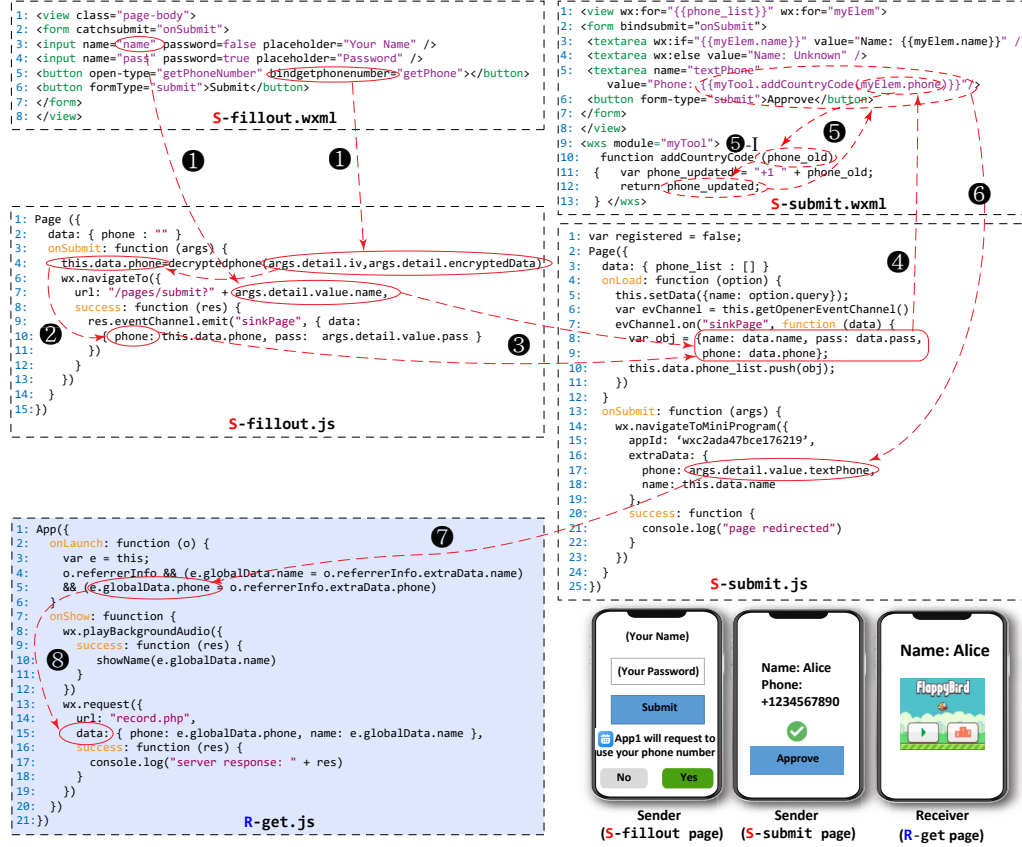 1: <view class="page-body">
2: <form catchsubmit="onSubmit">
3: <input name="name" password=false placeholder="Your Name" />
4: <input name="pass" password=true placeholder="Password" />
5: <button open-type="getPhoneNumber" bindgetphonenumber="getPhone"></button>
6: <button formType="submit">Submit</button>
7: </form>
8: </view>
S-fillout.wxml
1: <view wx:for="{{phone_list}}" wx:for="myElem">
2: <form bindsubmit="onSubmit">
3: <textarea wx:if="{{myElem.name}}" value="Name: {{myElem.name}}" /
4: <textarea wx:else value="Name: Unknown" />
5: <textarea name="textPhone"
value="Phone: {{myTool.addCountryCode(myElem.phone)}}"/>
6: <button form-type="submit">Approve</button>
7: </form>
8: </view>
9: <wxs module="myTool">
10: function addCountryCode (phone_old)
11: { var phone_updated = "+1 " + phone_old;
12: return phone_updated;
13: } </wxs>
S-submit.wxml
❺
❺-I
❶
❶
❻
1: Page ({
2: data: { phone : "" }
3: onSubmit: function (args) {
4: this.data.phone=decryptedphone(args.detail.iv,args.detail.encryptedData)
6: wx.navigateTo({
7: url: "/pages/submit?" + args.detail.value.name,
8: success: function (res) {
9: res.eventChannel.emit("sinkPage", { data:
10: { phone: this.data.phone, pass: args.detail.value.pass }
11: })
12: }
13: })
14: }
15:})
S-fillout.js
❷
❸
❹
1: var registered = false;
2: Page({
3: data: { phone_list : [] }
4: onLoad: function (option) {
5: this.setData({name: option.query});
6: var evChannel = this.getOpenerEventChannel()
7: evChannel.on("sinkPage", function (data) {
8: var obj = {name: data.name, pass: data.pass,
9: phone: data.phone};
10: this.data.phone_list.push(obj);
11: })
12: }
13: onSubmit: function (args) {
14: wx.navigateToMiniProgram({
15: appId: ‘wxc2ada47bce176219’,
16: extraData: {
17: phone: args.detail.value.textPhone,
18: name: this.data.name
19: },
20: success: function {
21: console.log("page redirected")
22: }
23: })
24: }
25:})
S-submit.js
❼
❽
1: App({
2: onLaunch: function (o) {
3: var e = this;
4: o.referrerInfo && (e.globalData.name = o.referrerInfo.extraData.name)
5: && (e.globalData.phone = o.referrerInfo.extraData.phone)
6: }
7: onShow: fuunction {
8: wx.playBackgroundAudio({
9: success: function (res) {
10: showName(e.globalData.name)
11: }
12: })
13: wx.request({
14: url: "record.php",
15: data: { phone: e.globalData.phone, name: e.globalData.name },
16: success: function (res) {
17: console.log("server response: " + res)
18: }
19: })
20: })
21:})
R-get.js
(Your Name)
(Your Password)
Submit
App1 will request to
use your phone number
No
Yes
Sender
(S-fillout page)
Name: Alice
Phone:
+1234567890
Approve
Sender
(S-submit page)
Name: Alice
FlappyBird
Receiver
(R-get page)